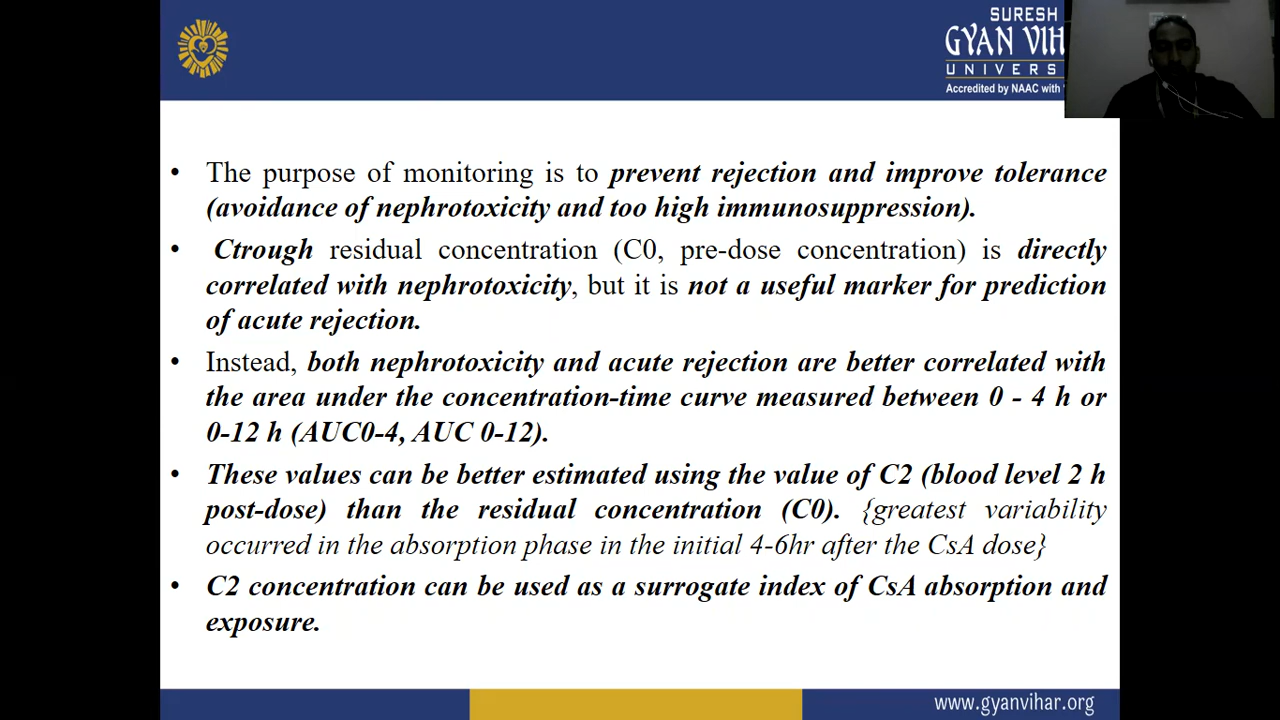 SURESH
GYAN VIH
UNIVERS
Accredited by NAAC with
• The purpose of monitoring is to prevent rejection and improve tolerance
(avoidance of nephrotoxicity and too high immunosuppression).
• Ctrough residual concentration (C0, pre-dose concentration) is directly
correlated with nephrotoxicity, but it is not a useful marker for prediction
of acute rejection.
• Instead, both nephrotoxicity and acute rejection are better correlated with
the area under the concentration-time curve measured between 0 - 4 h or
0-12 h (AUC0-4, AUC 0-12).
• These values can be better estimated using the value of C2 (blood level 2 h
post-dose) than the residual concentration (C0). {greatest variability
occurred in the absorption phase in the initial 4-6hr after the CsA dose}
• C2 concentration can be used as a surrogate index of CsA absorption and
exposure.
www.gyanvihar.org